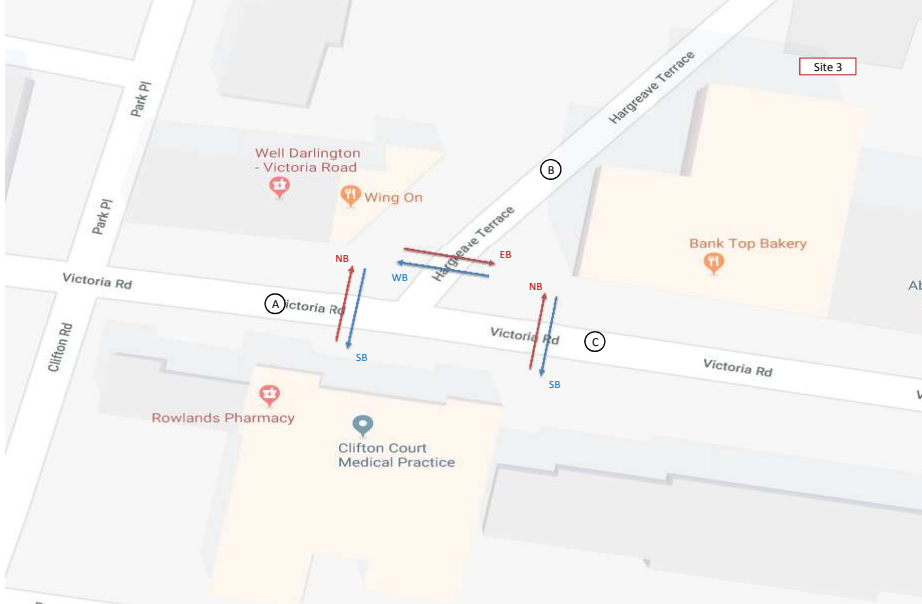 Site 3
Park Pl
Hargreave Terrace
Well Darlington
- Victoria Road
B
Wing On
Park Pl
Hargreave Terrace
Bank Top Bakery
NB
EB
WB
Victoria Rd
Ab
NB
A
ictoria Rd
Victoria Rd
C
Clifton Rd
SB
Victoria Rd
SB
V
Rowlands Pharmacy
Clifton Court
Medical Practice